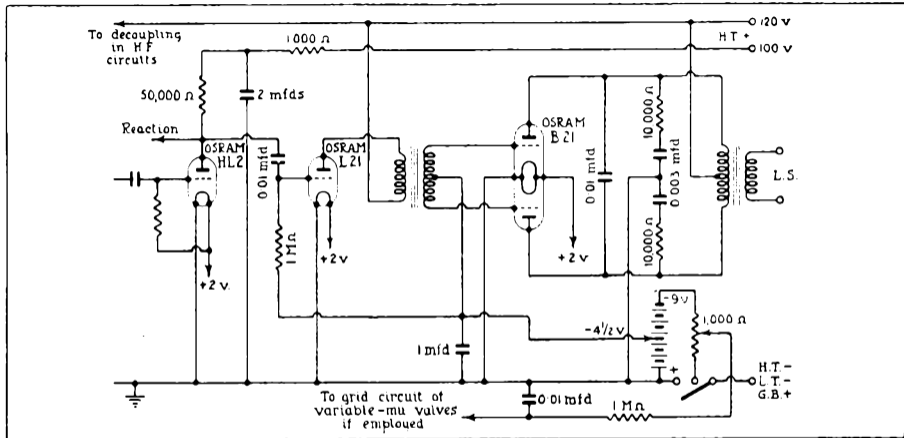 To decoupling
in HF
circuits
1000 Ω
120 V
H.T +
100 V
50,000 Ω
2 mfds
Reaction
OSRAM
HL2
0.01 mfd
OSRAM
L21
OSRAM
B21
0.01 mfd
10,000 Ω
0.003 mfd
10,000 Ω
L.S.
1 MΩ
+2 v.
+2 v
+2 v
-9v
-4½ v
1,000 Ω
1 mfd
+
H.T.-
L.T.-
G.B.+
To grid circuit of
variable-mu valves
if employed
0.01 mfd
1 MΩ